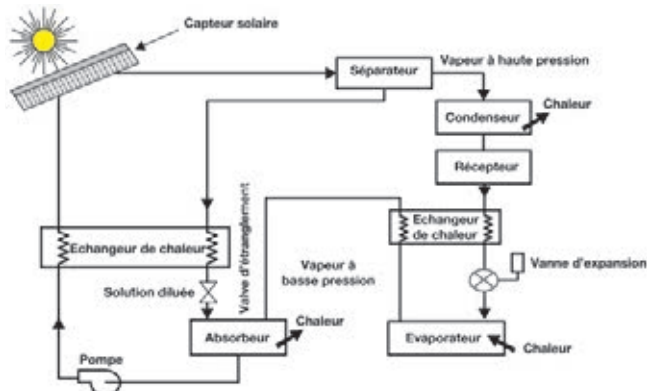 Capteur solaire
Séparateur
Vapeur à haute pression
Chaleur
Condenseur
Récepteur
Echangeur de chaleur
Valve d'étranglement
Echangeur
de chaleur
Vanne d'expansion
Solution diluée
Vapeur à
basse pression
Absorbeur
Chaleur
Evaporateur
Chaleur
Pompe